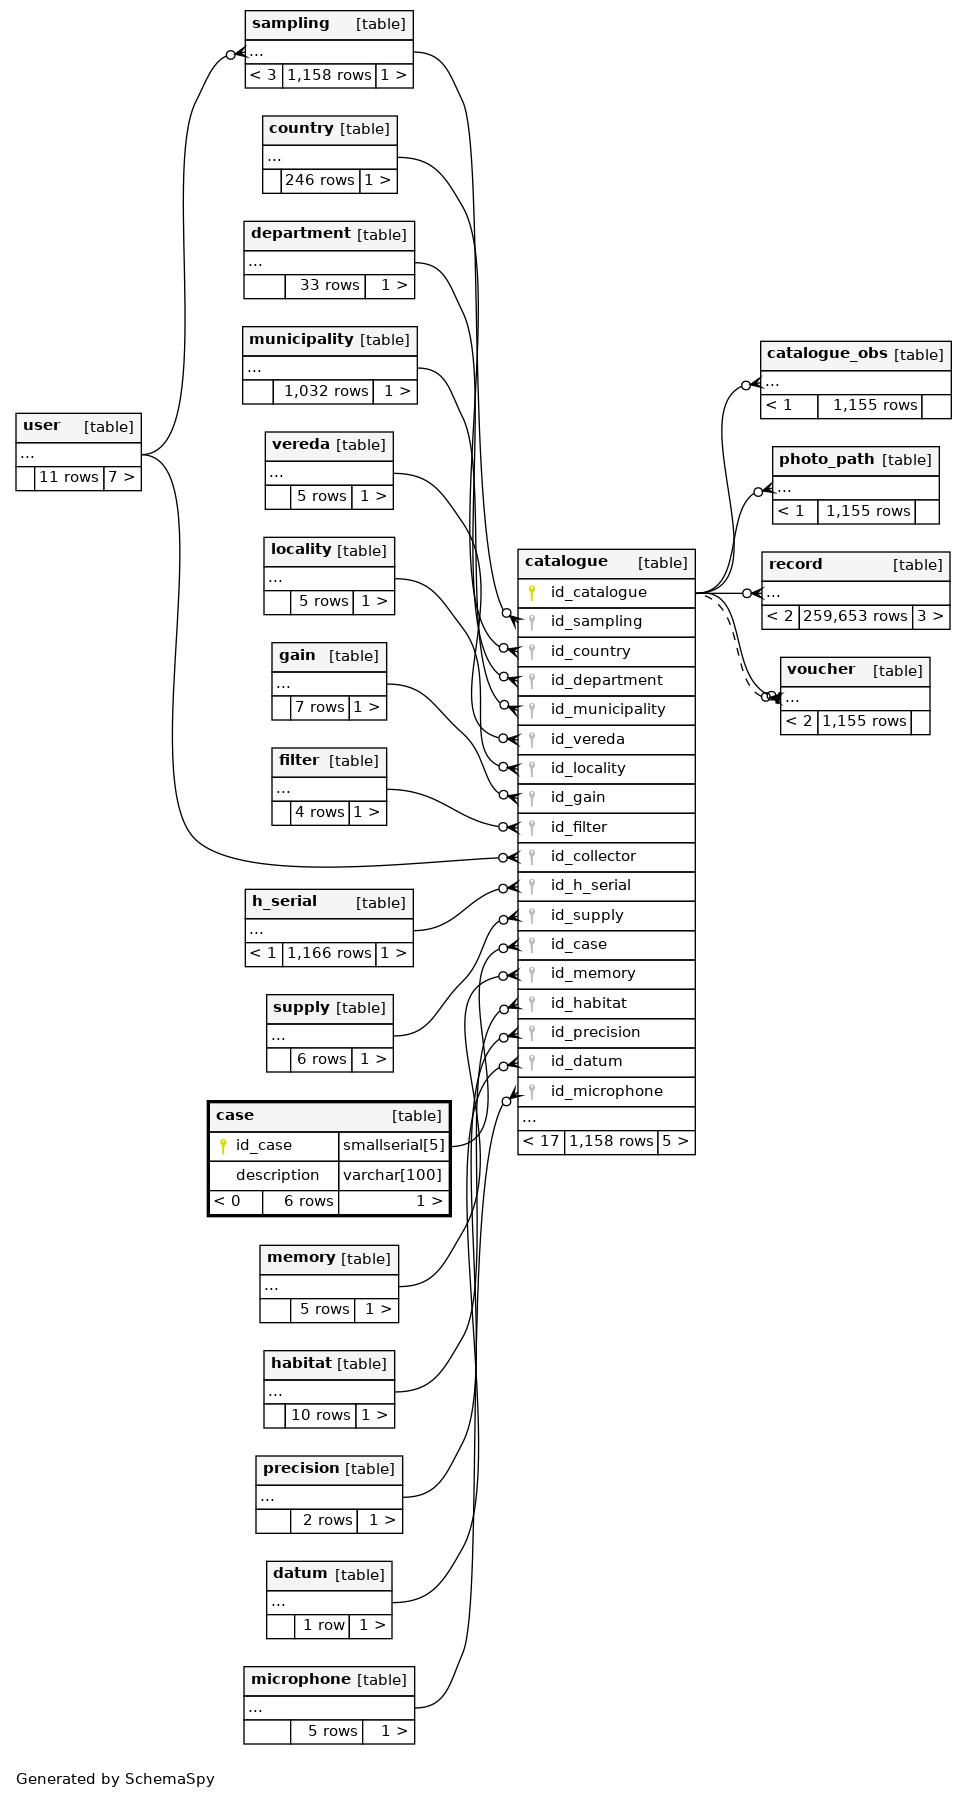 sampling [table]
...
< 3 1,158 rows 1 >
country [table]
...
246 rows 1 >
department [table]
...
33 rows 1 >
municipality [table]
...
1,032 rows 1 >
user [table]
...
11 rows 7 >
vereda [table]
...
5 rows 1 >
locality [table]
...
5 rows 1 >
gain [table]
...
7 rows 1 >
filter [table]
...
4 rows 1 >
h_serial [table]
...
< 1 1,166 rows 1 >
supply [table]
...
6 rows 1 >
case [table]
id_case smallserial[5]
description varchar[100]
< 0 6 rows 1 >
memory [table]
...
5 rows 1 >
habitat [table]
...
10 rows 1 >
precision [table]
...
2 rows 1 >
datum [table]
...
1 row 1 >
microphone [table]
...
5 rows 1 >
catalogue [table]
id_catalogue
id_sampling
id_country
id_department
id_municipality
id_vereda
id_locality
id_gain
id_filter
id_collector
id_h_serial
id_supply
id_case
id_memory
id_habitat
id_precision
id_datum
id_microphone
...
< 17 1,158 rows 5 >
catalogue_obs [table]
...
< 1 1,155 rows
photo_path [table]
...
< 1 1,155 rows
record [table]
...
< 2 259,653 rows 3 >
voucher [table]
...
< 2 1,155 rows
Generated by SchemaSpy